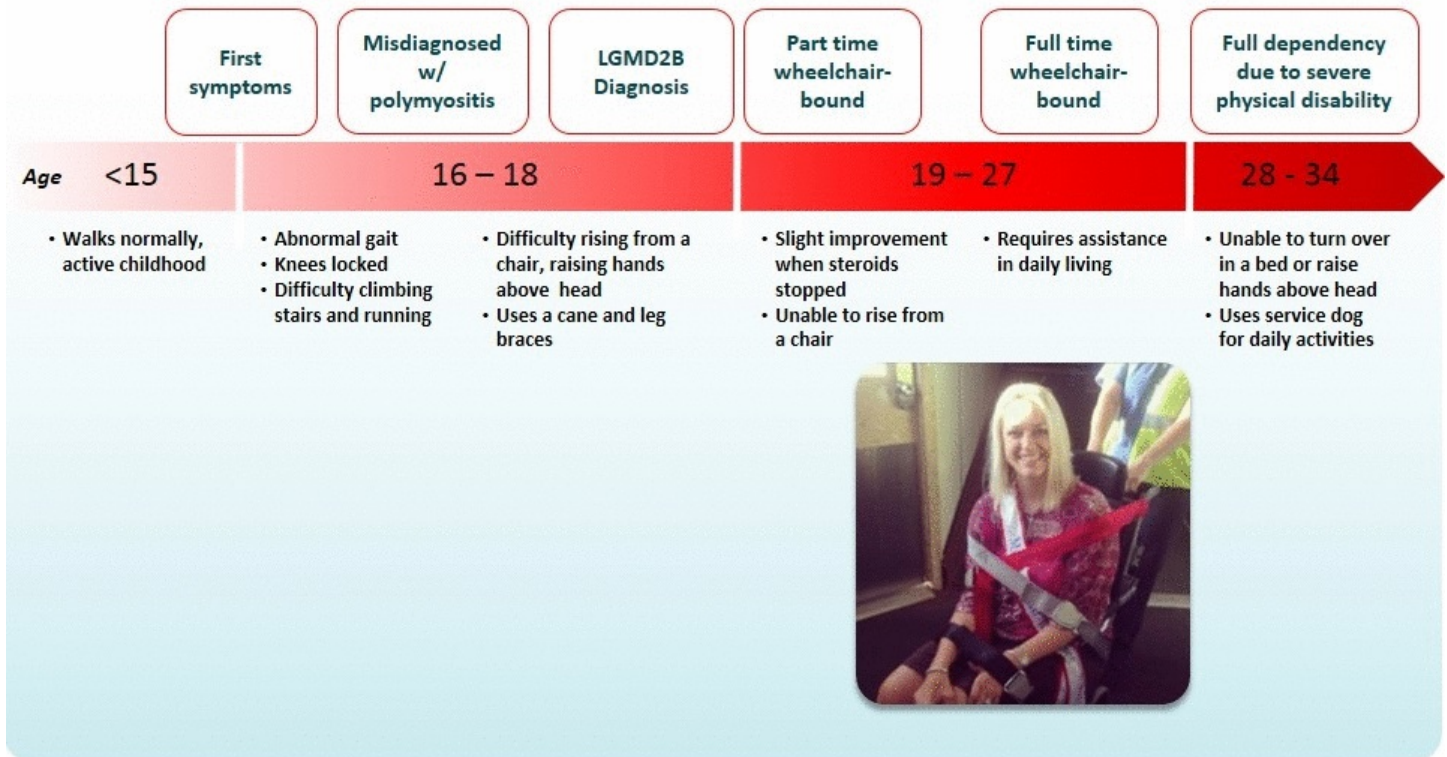 First
symptoms
Misdiagnosed
w/
polymyositis
LGMD2B
Diagnosis
Part time
wheelchair-
bound
Full time
wheelchair-
bound
Full dependency
due to severe
physical disability
Age
<15
16 – 18
19 – 27
28 - 34
• Walks normally,
active childhood
• Abnormal gait
• Knees locked
• Difficulty climbing
stairs and running
• Difficulty rising from a
chair, raising hands
above head
• Uses a cane and leg
braces
• Slight improvement
when steroids
stopped
• Unable to rise from
a chair
• Requires assistance
in daily living
• Unable to turn over
in a bed or raise
hands above head
• Uses service dog
for daily activities